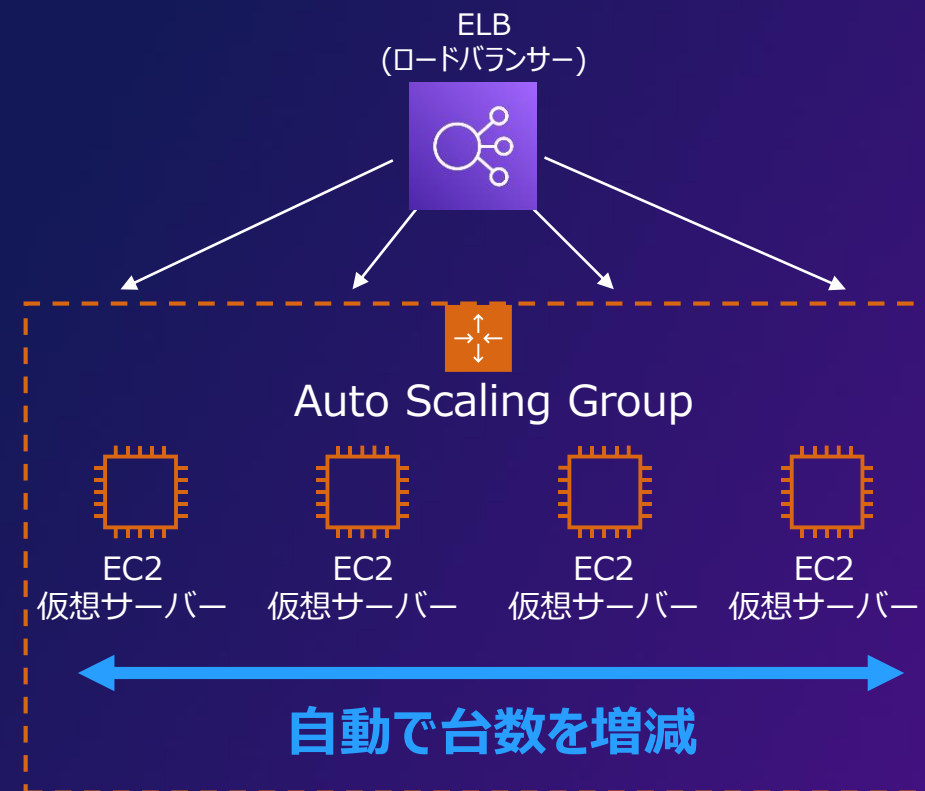 ELB
(ロードバランサー)
Auto Scaling Group
EC2
仮想サーバー
EC2
仮想サーバー
EC2
仮想サーバー
EC2
仮想サーバー
自動で台数を増減